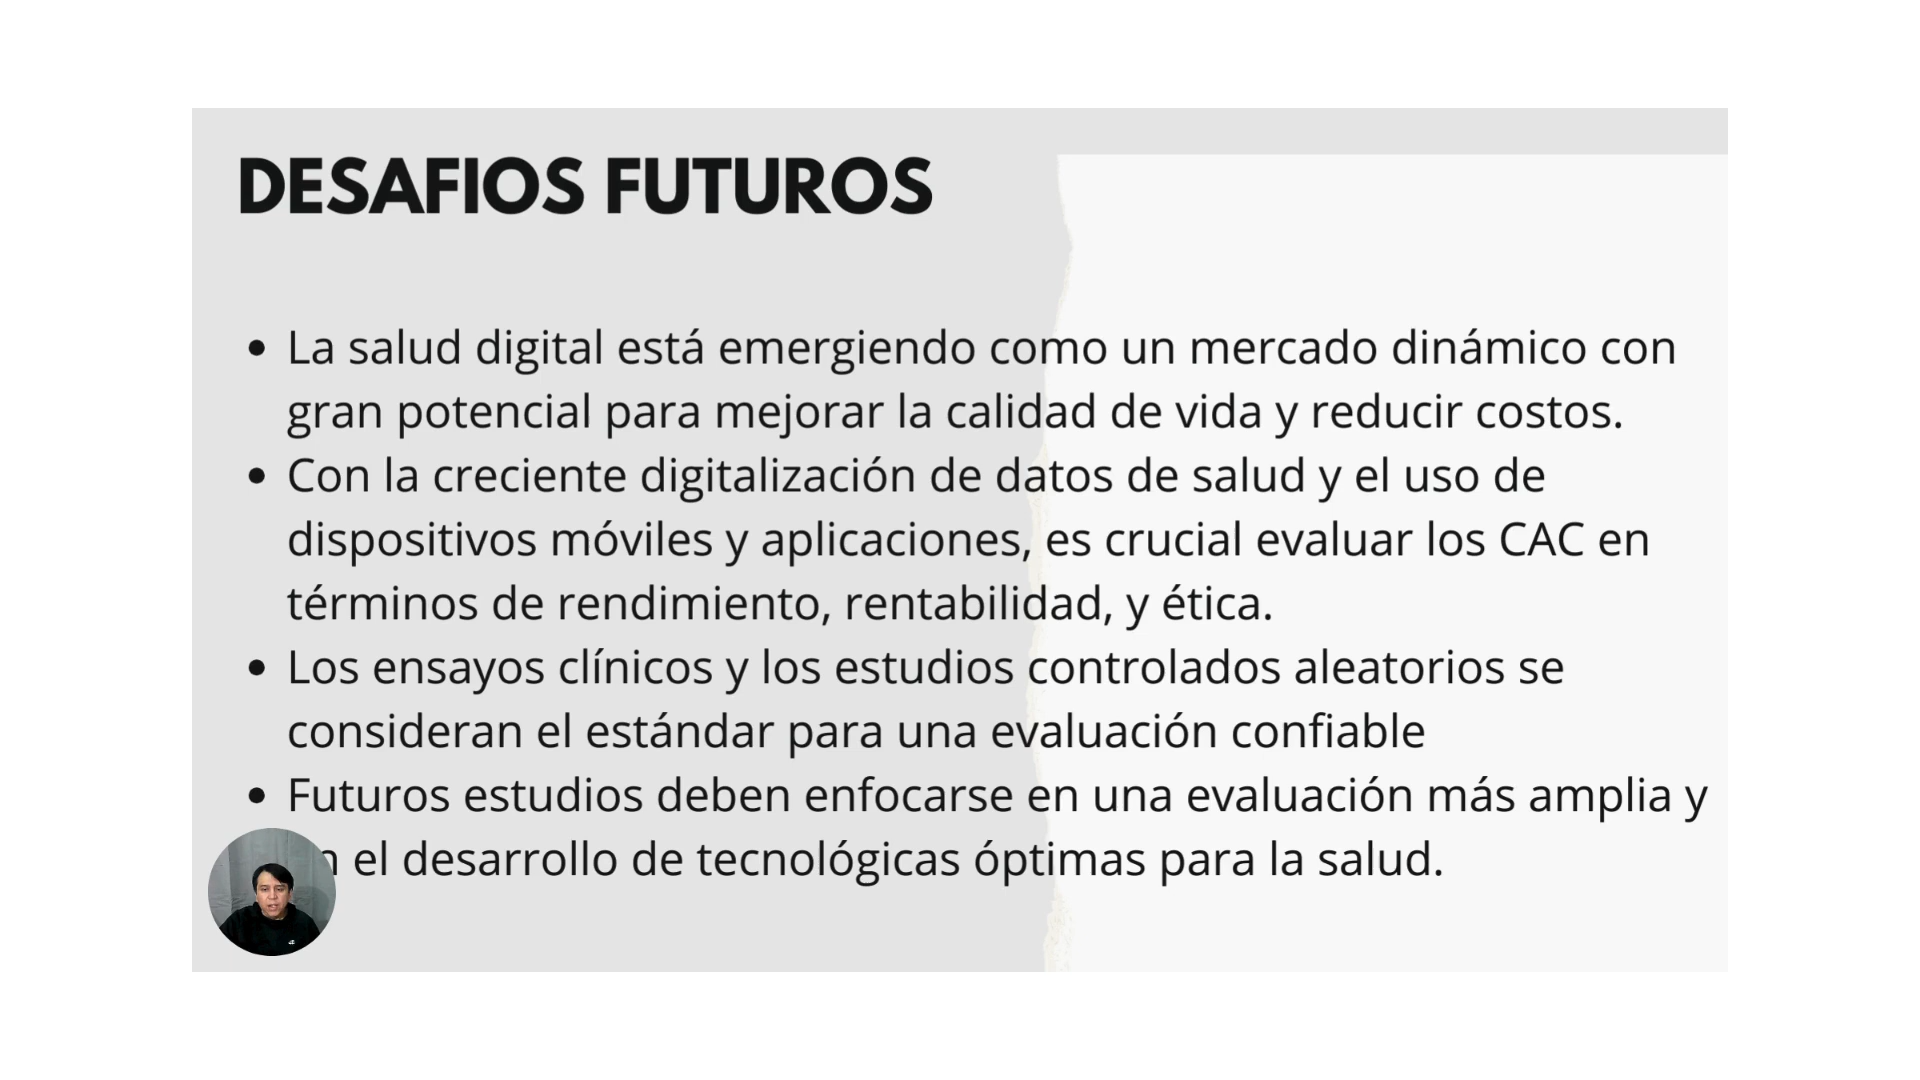 DESAFIOS FUTUROS
La salud digital está emergiendo como un mercado dinámico con
gran potencial para mejorar la calidad de vida y reducir costos.
Con la creciente digitalización de datos de salud y el uso de
dispositivos móviles y aplicaciones, es crucial evaluar los CAC en
términos de rendimiento, rentabilidad, y ética.
Los ensayos clínicos y los estudios controlados aleatorios se
consideran el estándar para una evaluación confiable
Futuros estudios deben enfocarse en una evaluación más amplia y
el desarrollo de tecnológicas óptimas para la salud.